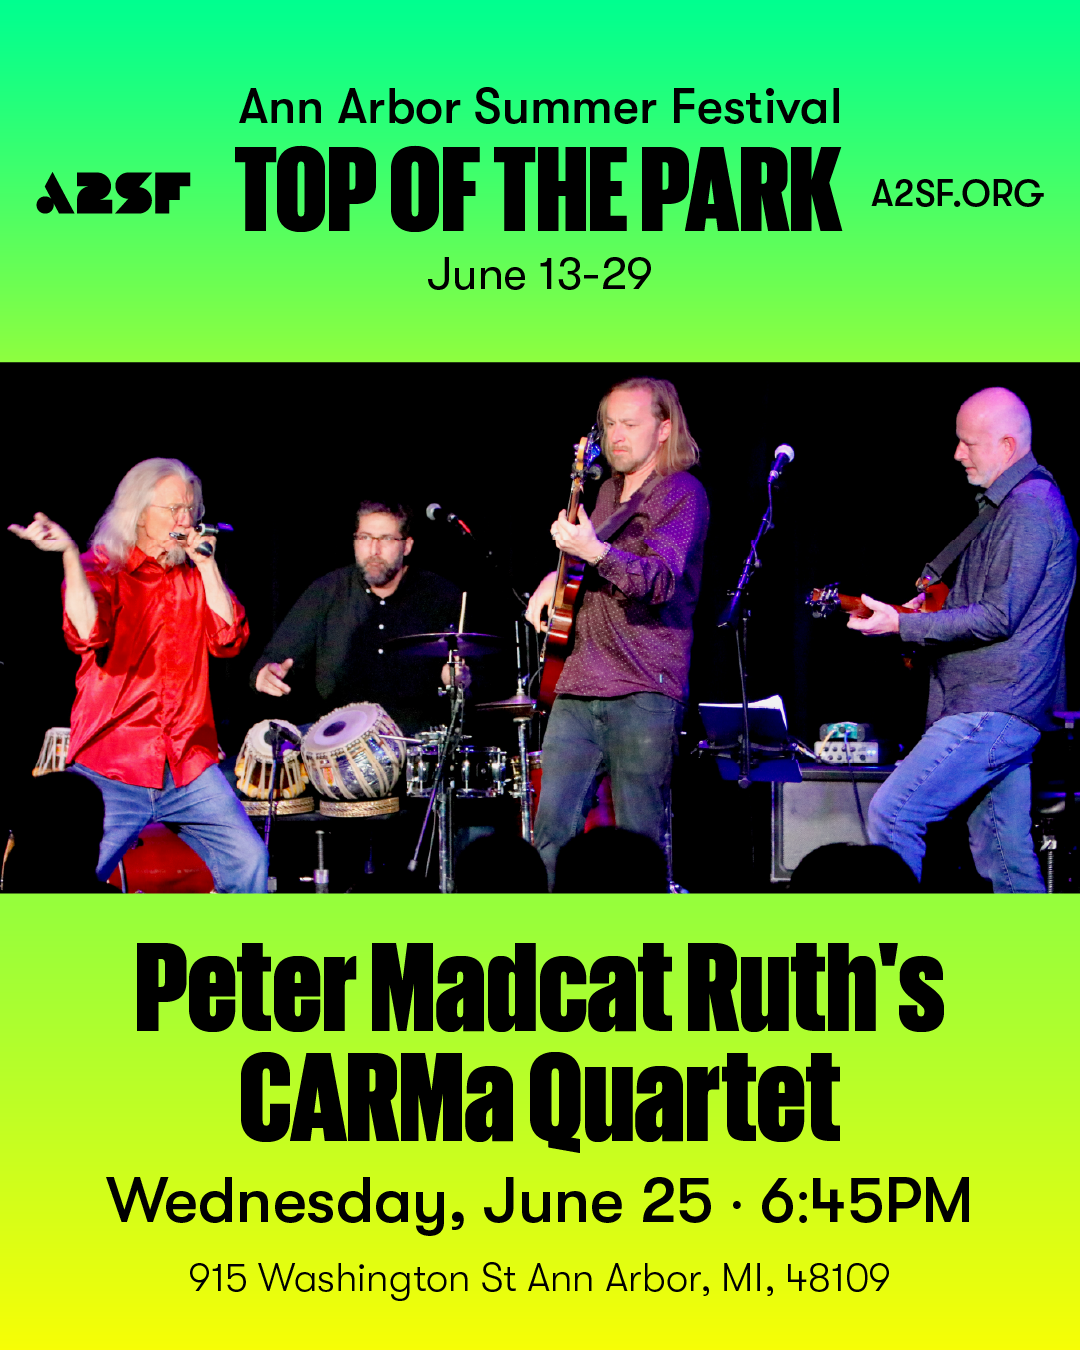 Ann Arbor Summer Festival
A2SF TOP OF THE PARK A2SF.ORG
June 13-29
Peter Madcat Ruth's
CARMa Quartet
Wednesday, June 25 · 6:45PM
915 Washington St Ann Arbor, MI, 48109